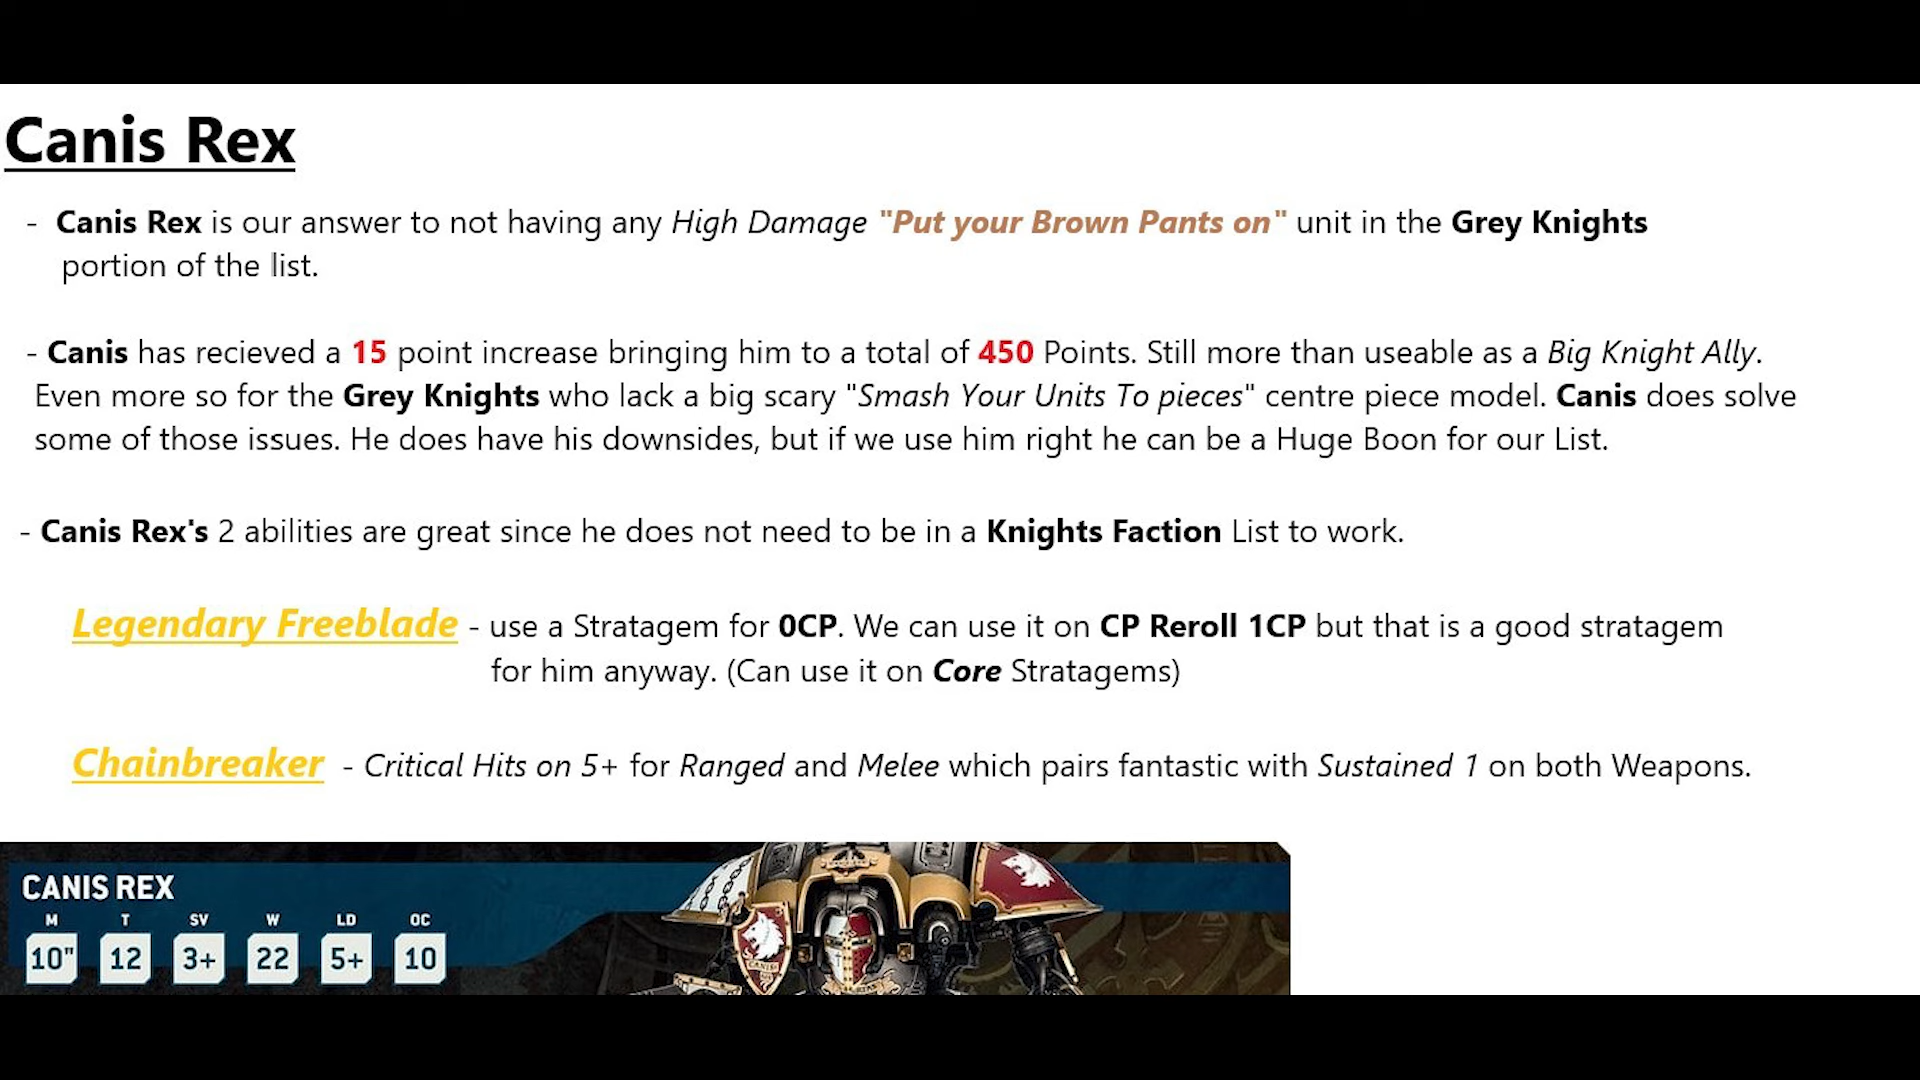 Canis Rex
- Canis Rex is our answer to not having any High Damage "Put your Brown Pants on" unit in the Grey Knights
portion of the list.
- Canis has recieved a 15 point increase bringing him to a total of 450 Points. Still more than useable as a Big Knight Ally.
Even more so for the Grey Knights who lack a big scary "Smash Your Units To pieces" centre piece model. Canis does solve
some of those issues. He does have his downsides, but if we use him right he can be a Huge Boon for our List.
- Canis Rex's 2 abilities are great since he does not need to be in a Knights Faction List to work.
Legendary Freeblade - use a Stratagem for 0CP. We can use it on CP Reroll 1CP but that is a good stratagem
for him anyway. (Can use it on Core Stratagems)
Chainbreaker - Critical Hits on 5+ for Ranged and Melee which pairs fantastic with Sustained 1 on both Weapons.
CANIS REX
M T SV W LD OC
10" 12 3+ 22 5+ 10